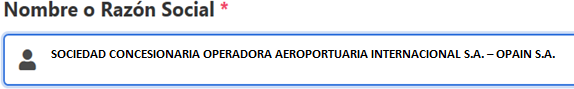 Nombre o Razón Social *
SOCIEDAD CONCESIONARIA OPERADORA AEROPORTUARIA INTERNACIONAL S.A. – OPAIN S.A.